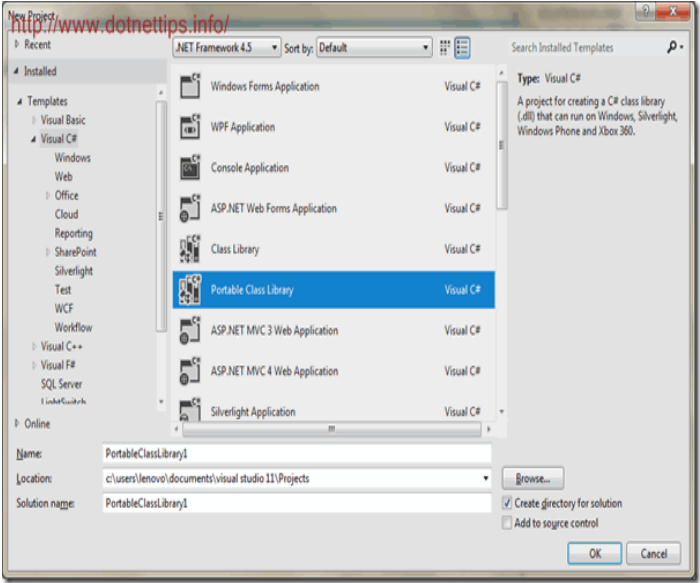 New Project
http://www.dotnettips.info/
Recent
.NET Framework 4.5
Sort by: Default
Search Installed Templates
Installed
Templates
Visual Basic
Visual C#
Windows
Web
Office
Cloud
Reporting
SharePoint
Silverlight
Test
WCF
Workflow
Visual C++
Visual F#
SQL Server
LightSwitch
Online
Windows Forms Application Visual C#
WPF Application Visual C#
Console Application Visual C#
ASP.NET Web Forms Application Visual C#
Class Library Visual C#
Portable Class Library Visual C#
ASP.NET MVC 3 Web Application Visual C#
ASP.NET MVC 4 Web Application Visual C#
Silverlight Application Visual C#
Type: Visual C#
A project for creating a C# class library
(.dll) that can run on Windows, Silverlight,
Windows Phone and Xbox 360.
Name: PortableClassLibrary1
Location: c:\users\lenovo\documents\visual studio 11\Projects
Browse...
Solution name: PortableClassLibrary1
Create directory for solution
Add to source control
OK
Cancel